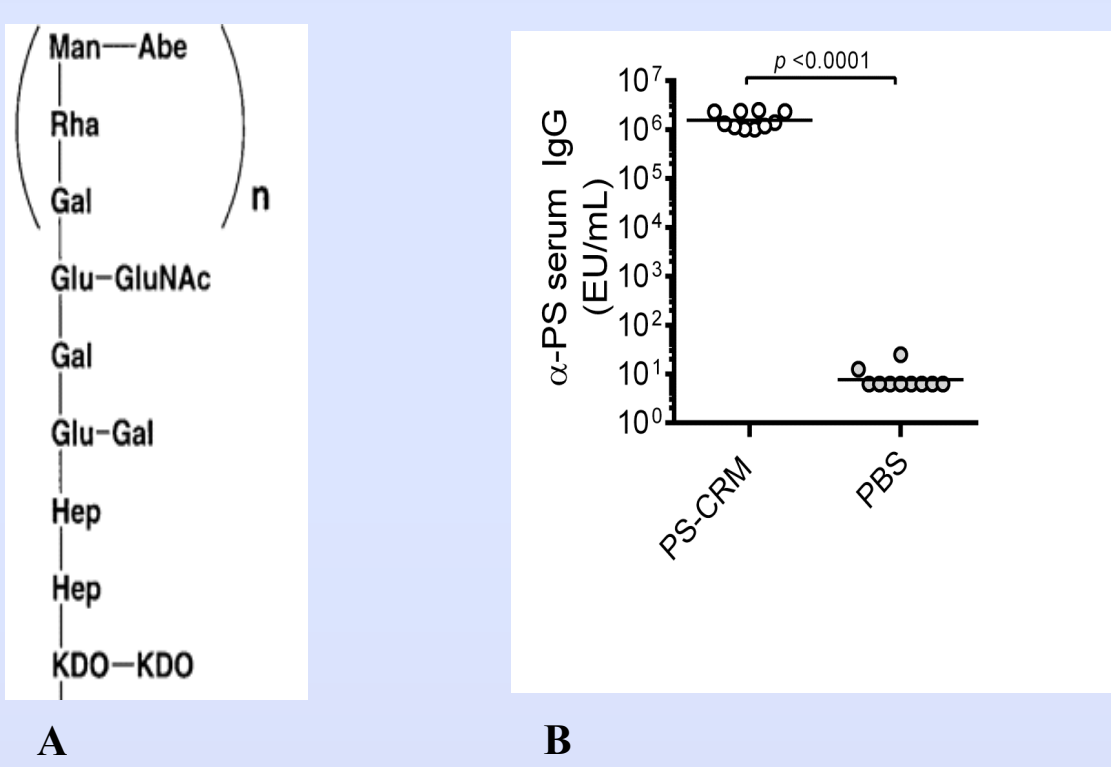 Man—Abe
Rha
Gal
n
Glu–GluNAc
Gal
Glu–Gal
Hep
Hep
KDO—KDO
A
p <0.0001
α-PS serum IgG
(EU/mL)
10⁷
10⁶
10⁵
10⁴
10³
10²
10¹
10⁰
PS-CRM
PBS
B